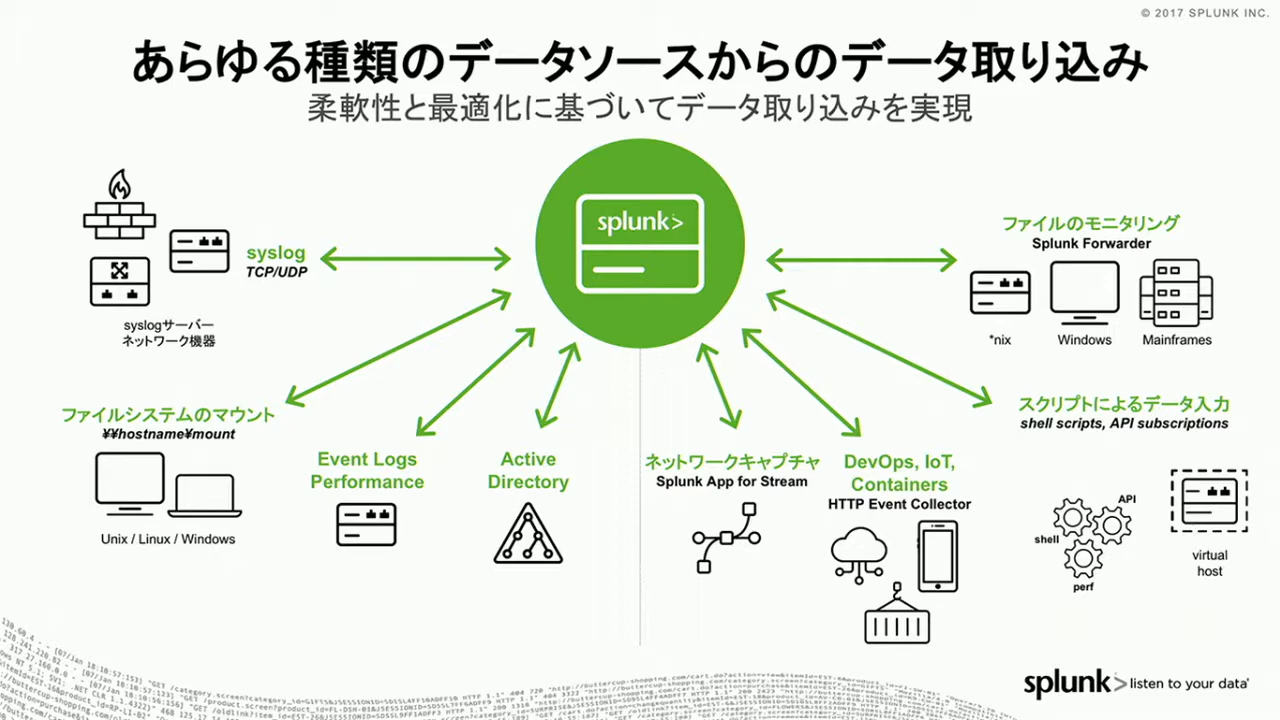 © 2017 SPLUNK INC.
あらゆる種類のデータソースからのデータ取り込み
柔軟性と最適化に基づいてデータ取り込みを実現
splunk>
syslog
TCP/UDP
syslogサーバー
ネットワーク機器
ファイルシステムのマウント
¥¥hostname¥mount
Unix / Linux / Windows
Event Logs
Performance
Active
Directory
ネットワークキャプチャ
Splunk App for Stream
DevOps, IoT,
Containers
HTTP Event Collector
ファイルのモニタリング
Splunk Forwarder
*nix
Windows
Mainframes
スクリプトによるデータ入力
shell scripts, API subscriptions
API
shell
perf
virtual
host
splunk> listen to your data